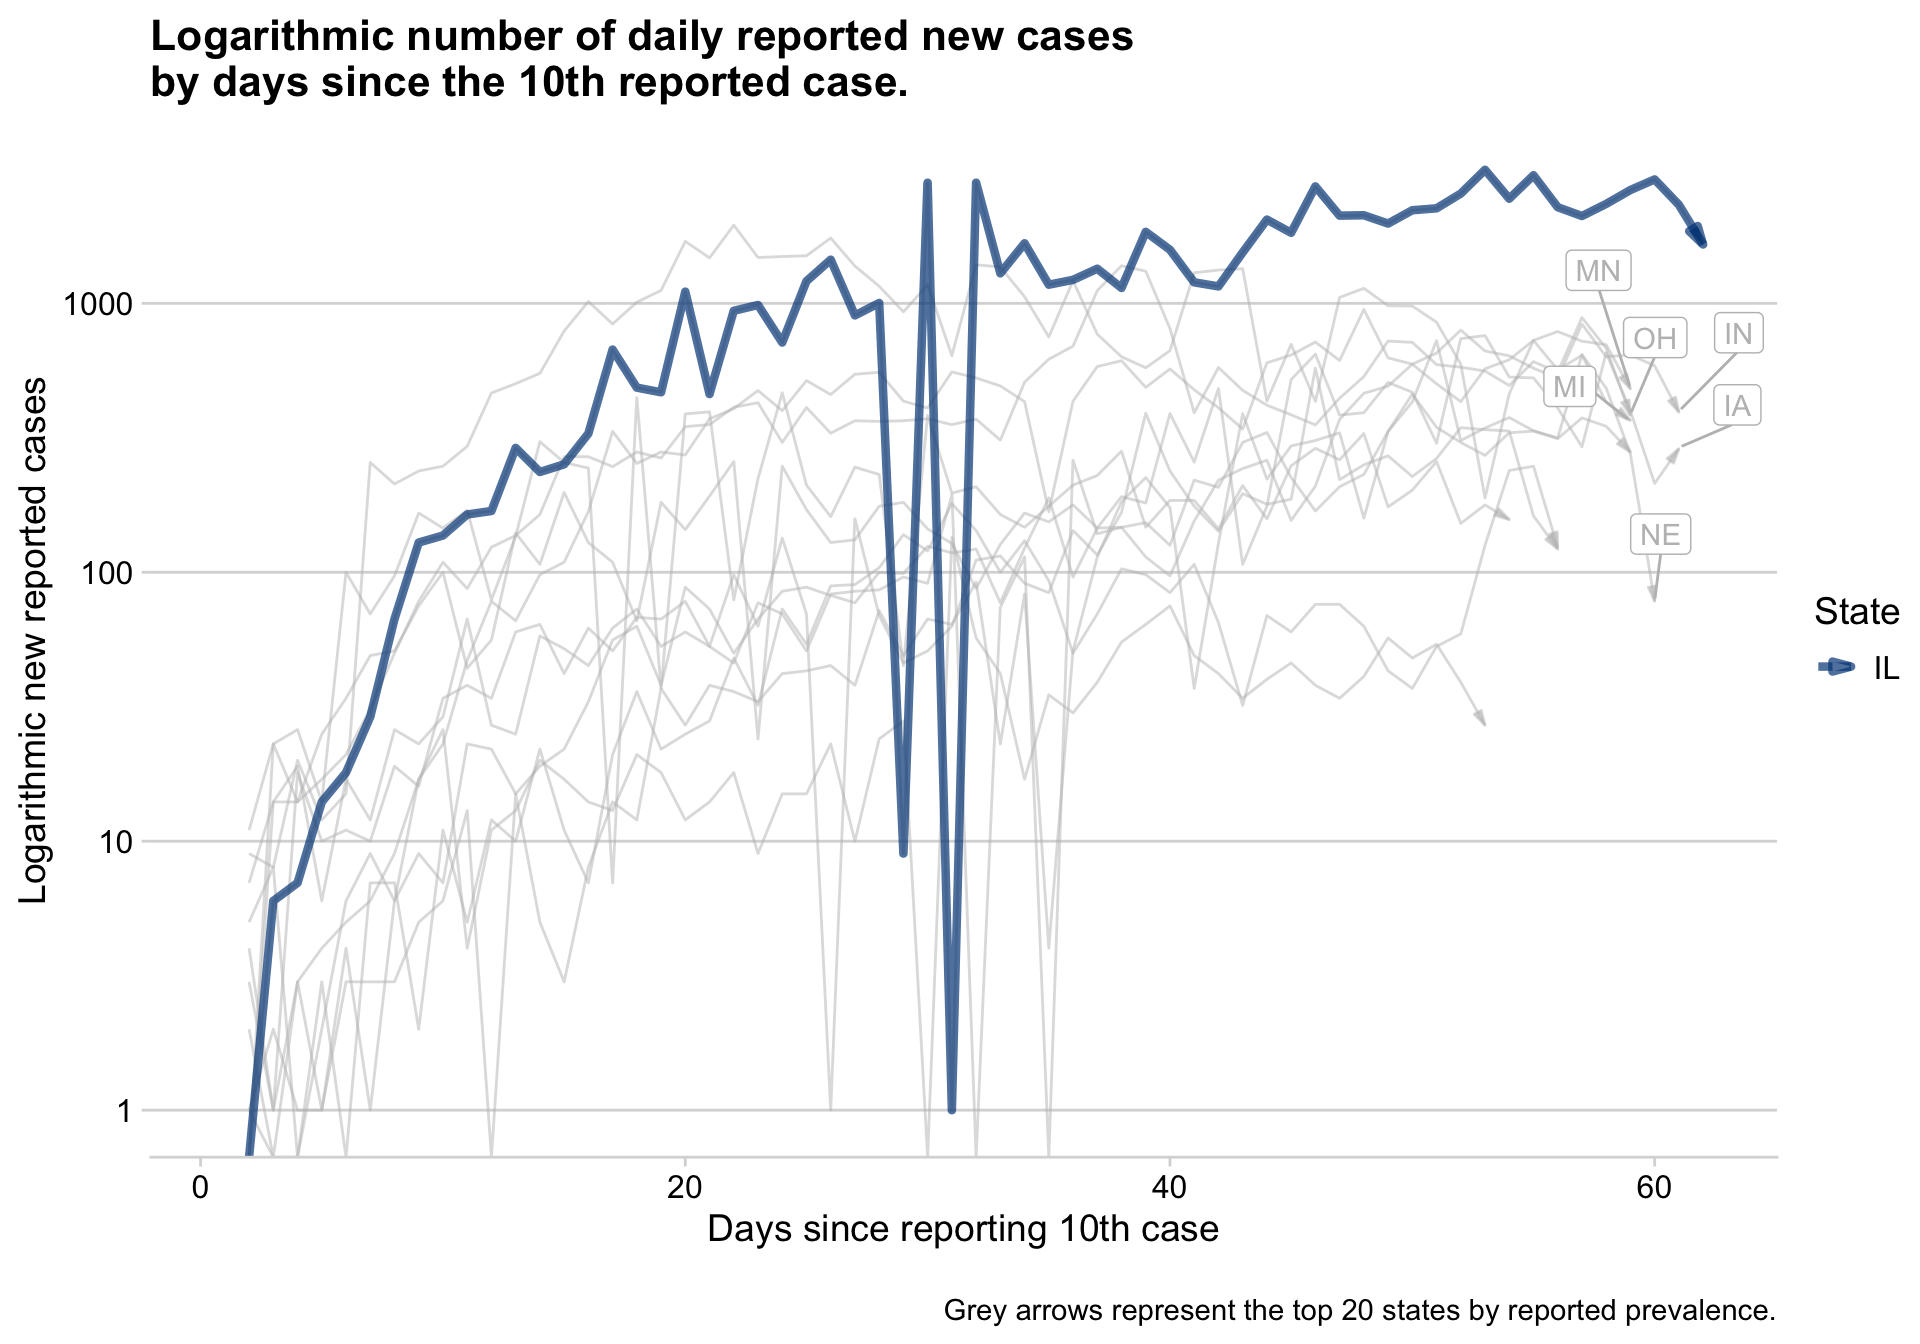 Logarithmic number of daily reported new cases
by days since the 10th reported case.
Logarithmic new reported cases
1000
100
10
1
MN
OH
IN
MI
IA
NE
State
IL
0
20
40
60
Days since reporting 10th case
Grey arrows represent the top 20 states by reported prevalence.